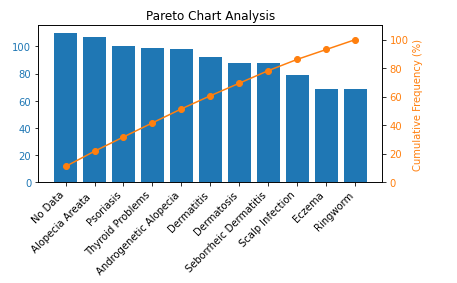 Pareto Chart Analysis
100
80
60
40
20
0
100
80
60
40
20
0
Cumulative Frequency (%)
No Data
Alopecia Areata
Psoriasis
Thyroid Problems
Androgenetic Alopecia
Dermatitis
Dermatosis
Seborrheic Dermatitis
Scalp Infection
Eczema
Ringworm